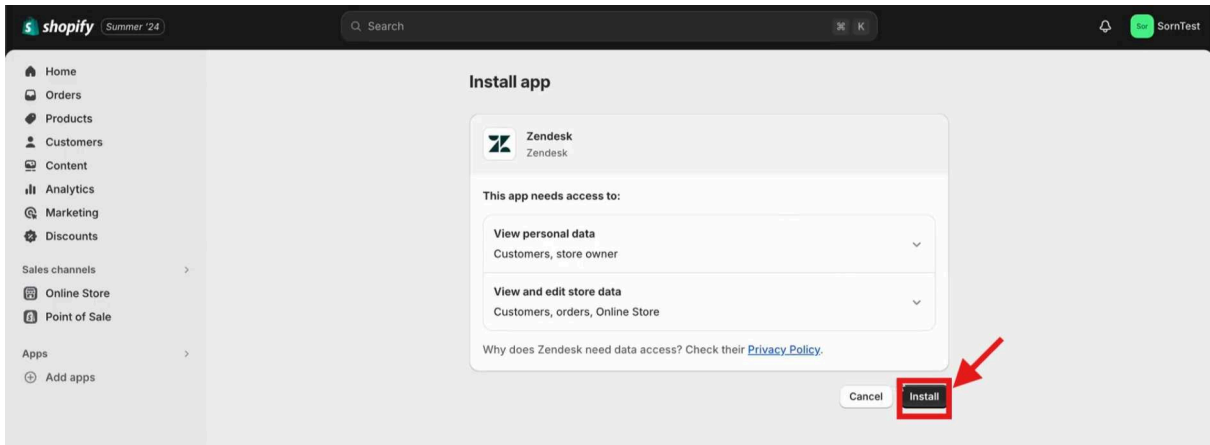 shopify Summer '24
Search
⌘ K
Sor SornTest
Home
Orders
Products
Customers
Content
Analytics
Marketing
Discounts
Sales channels
Online Store
Point of Sale
Apps
Add apps
Install app
Zendesk
Zendesk
This app needs access to:
View personal data
Customers, store owner
View and edit store data
Customers, orders, Online Store
Why does Zendesk need data access? Check their Privacy Policy.
Cancel
Install